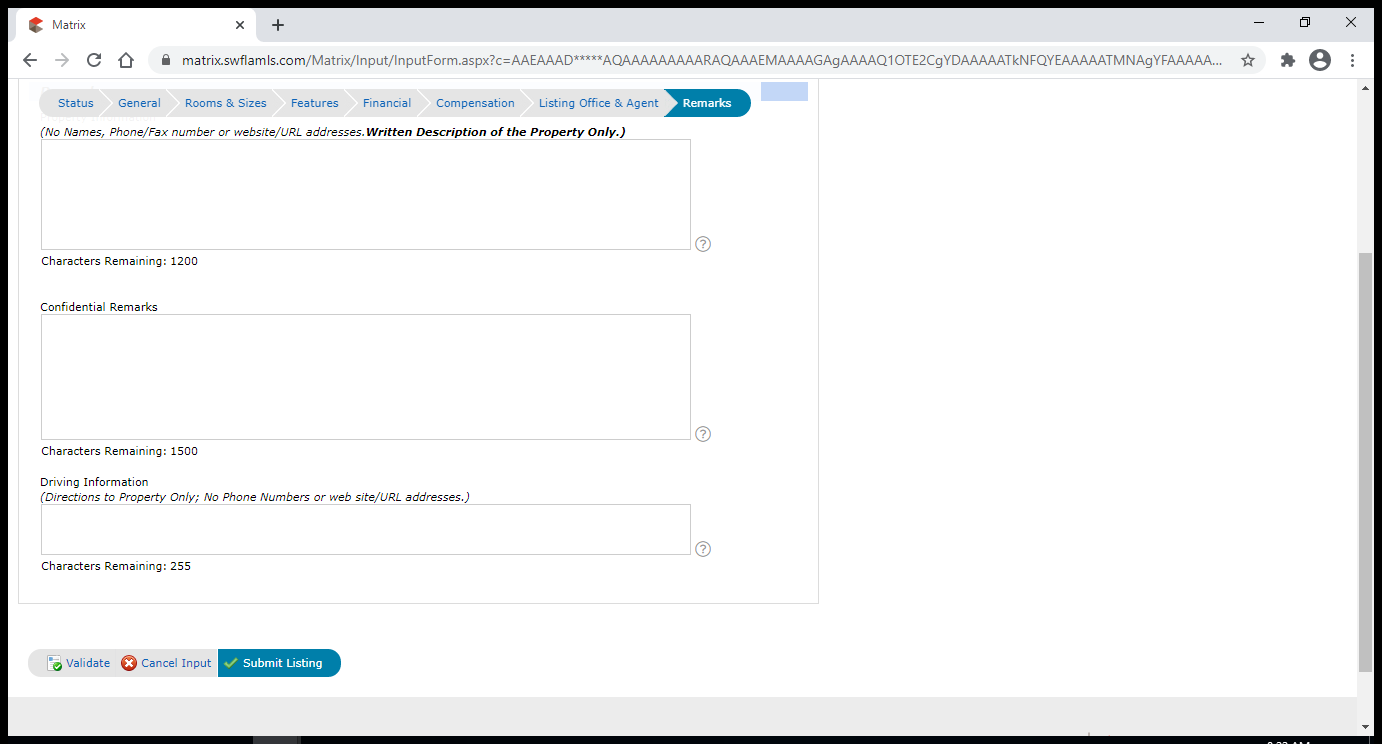 Matrix
matrix.swflamls.com/Matrix/Input/InputForm.aspx?c=AAEAAAD*****AQAAAAAAAAARAQAAAEMAAAAGAgAAAAQ1OTE2CgYDAAAAATkNFQYEAAAAATMNAgYFAAAAA...
Status General Rooms & Sizes Features Financial Compensation Listing Office & Agent Remarks
(No Names, Phone/Fax number or website/URL addresses.Written Description of the Property Only.)
Characters Remaining: 1200
Confidential Remarks
Characters Remaining: 1500
Driving Information
(Directions to Property Only; No Phone Numbers or web site/URL addresses.)
Characters Remaining: 255
Validate Cancel Input Submit Listing